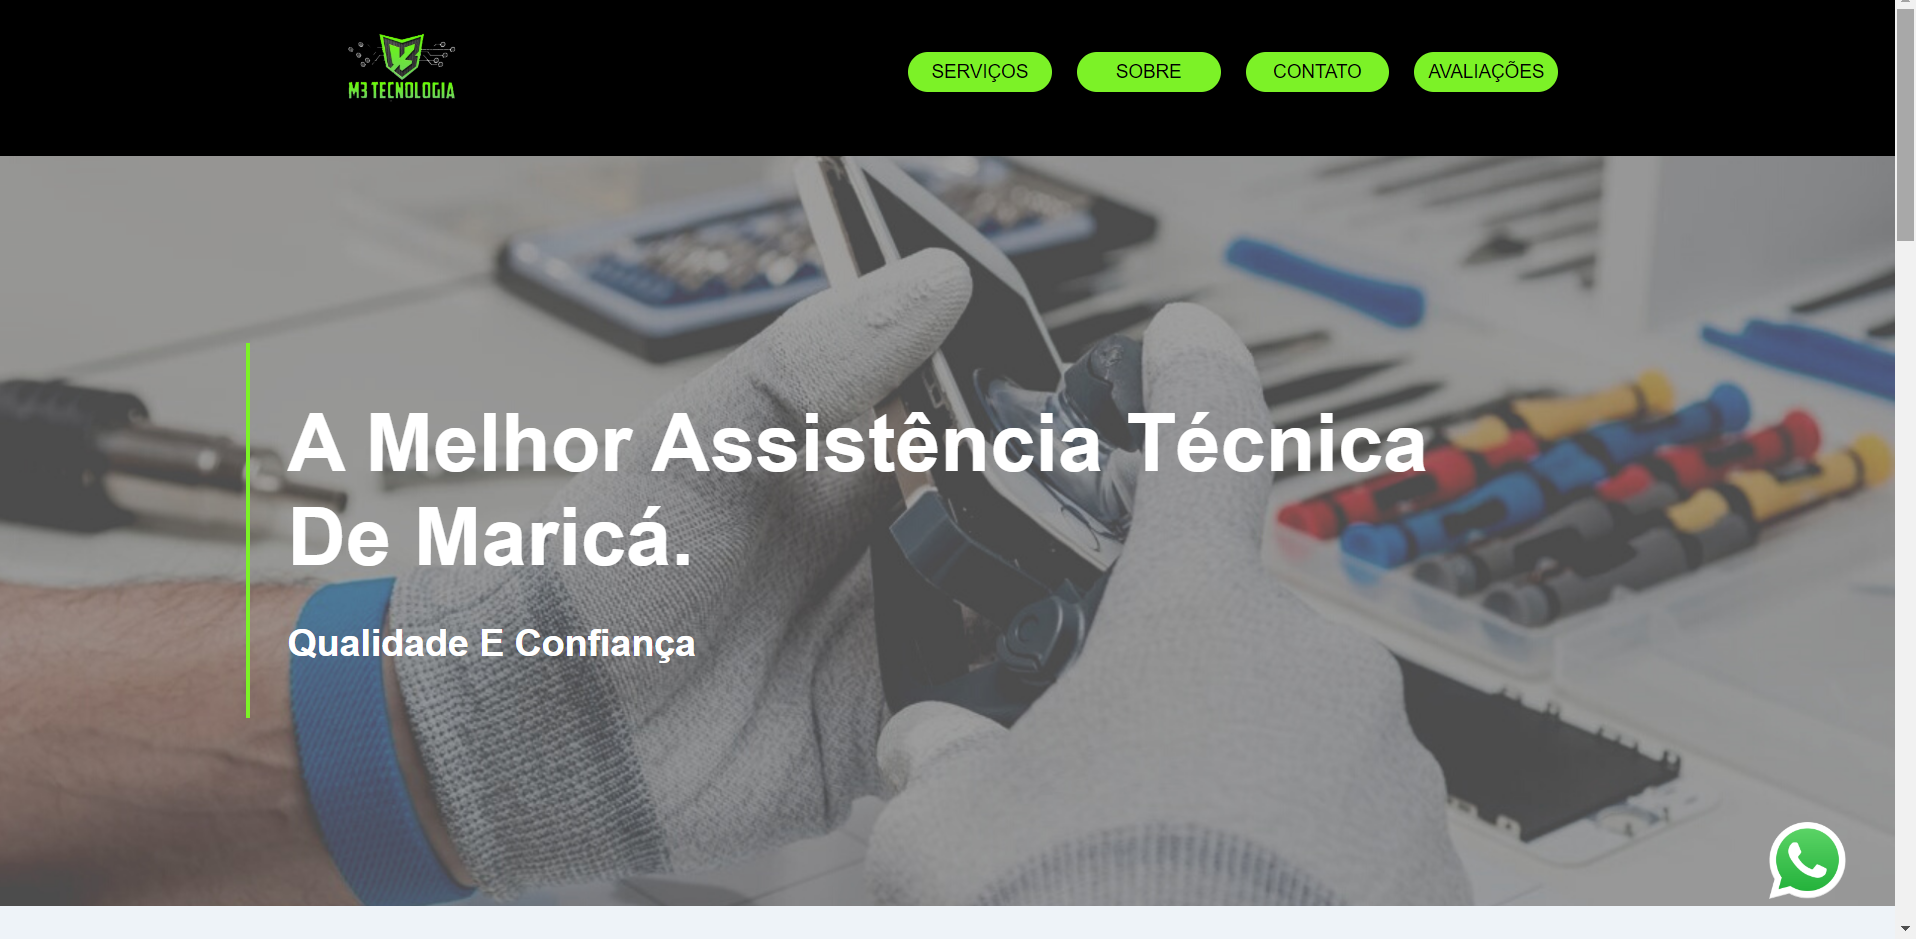 M3 TECNOLOGIA
SERVIÇOS
SOBRE
CONTATO
AVALIAÇÕES
A Melhor Assistência Técnica
De Maricá.
Qualidade E Confiança